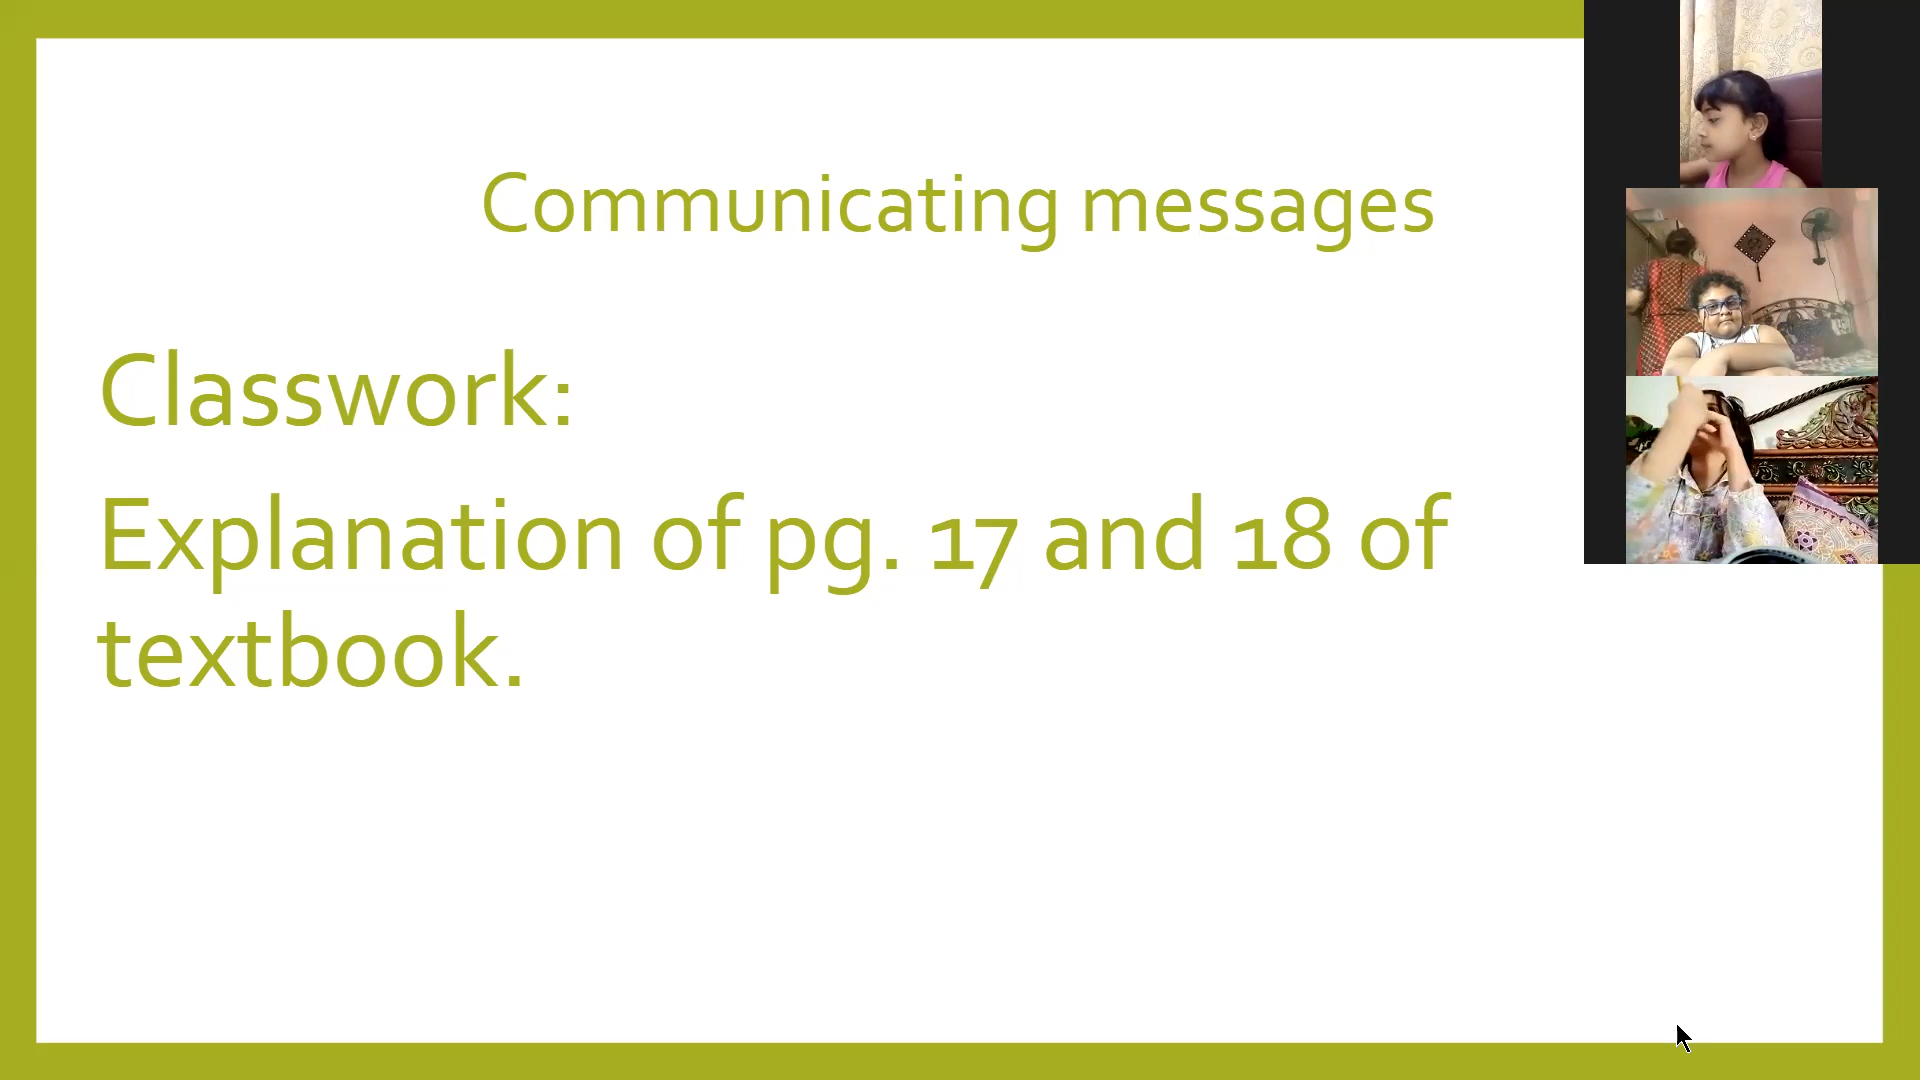 Communicating messages
Classwork:
Explanation of pg. 17 and 18 of
textbook.